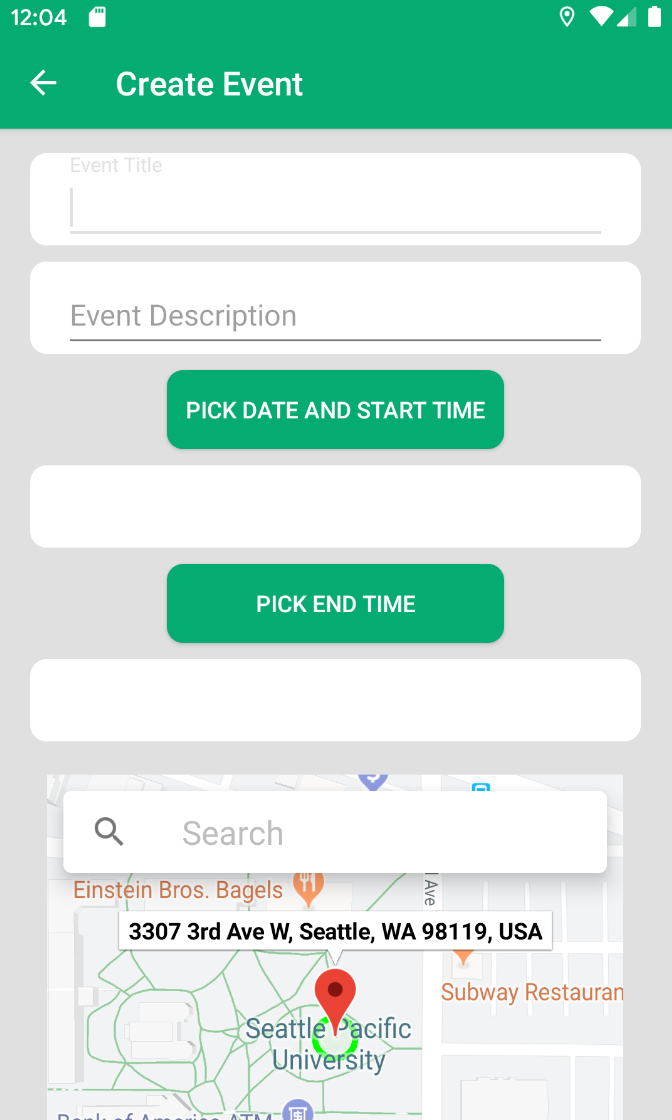 12:04
Create Event
Event Title
Event Description
PICK DATE AND START TIME
PICK END TIME
Search
Einstein Bros. Bagels
l Ave
3307 3rd Ave W, Seattle, WA 98119, USA
Subway Restauran
Seattle Pacific
University
Bank of America ATM